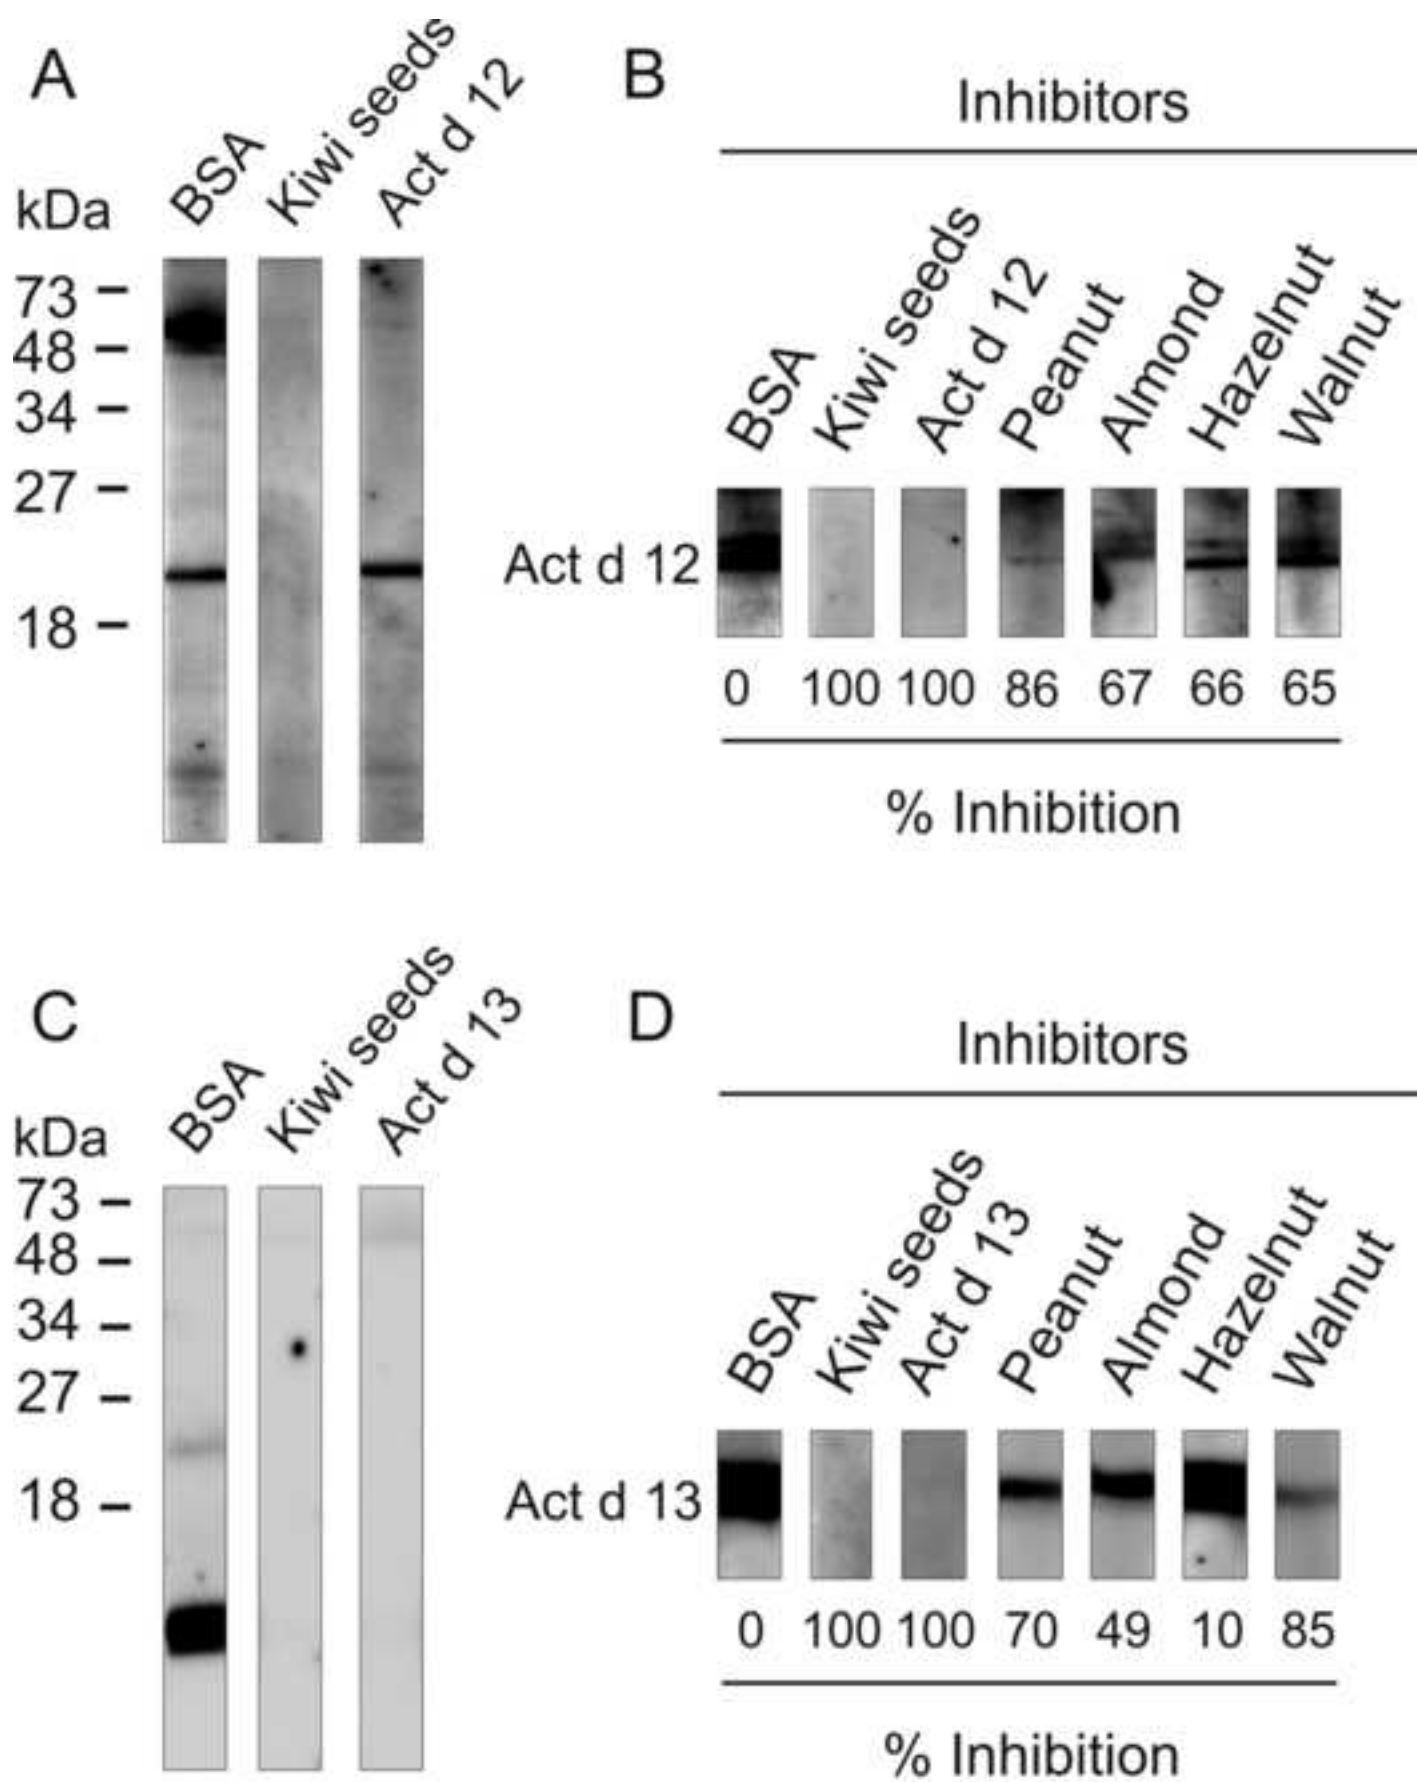 A
BSA
Kiwi seeds
Act d 12
kDa
73
48
34
27
18
B
Inhibitors
BSA
Kiwi seeds
Act d 12
Peanut
Almond
Hazelnut
Walnut
Act d 12
0 100 100 86 67 66 65
% Inhibition
C
BSA
Kiwi seeds
Act d 13
kDa
73
48
34
27
18
D
Inhibitors
BSA
Kiwi seeds
Act d 13
Peanut
Almond
Hazelnut
Walnut
Act d 13
0 100 100 70 49 10 85
% Inhibition